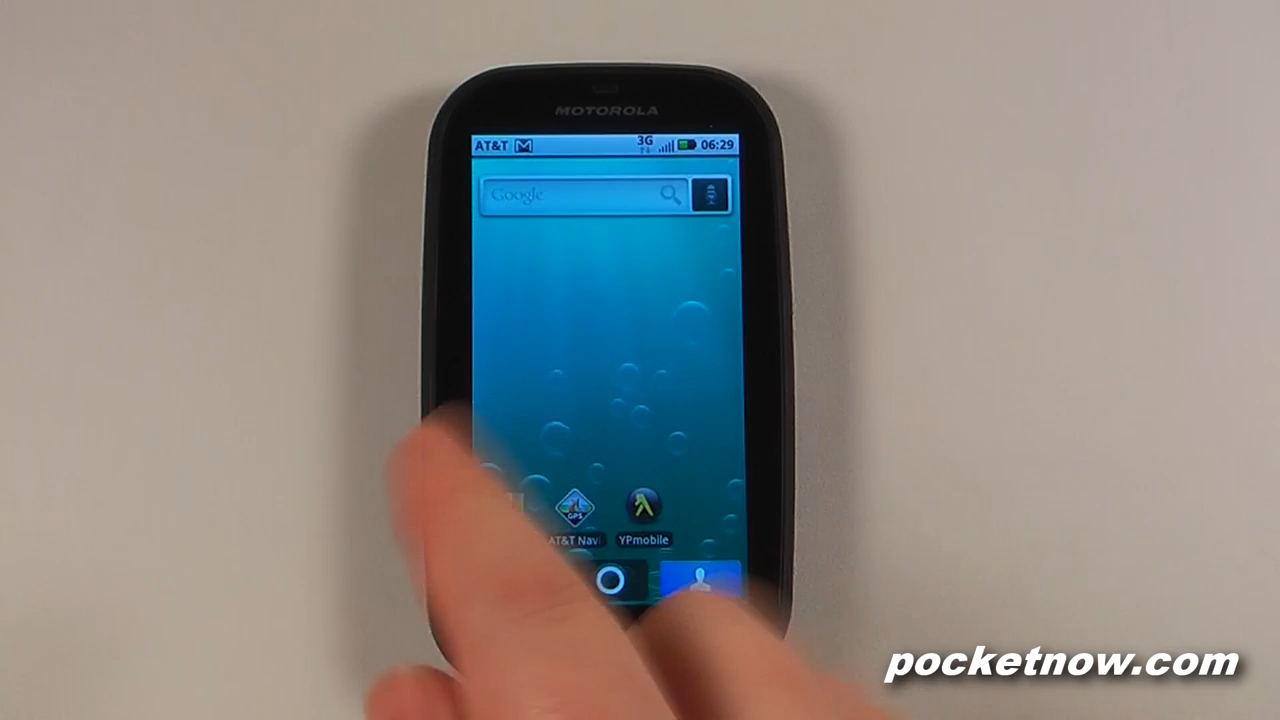 MOTOROLA
AT&T 3G 06:29
Google
GPS
AT&T Navi YPmobile
pocketnow.com